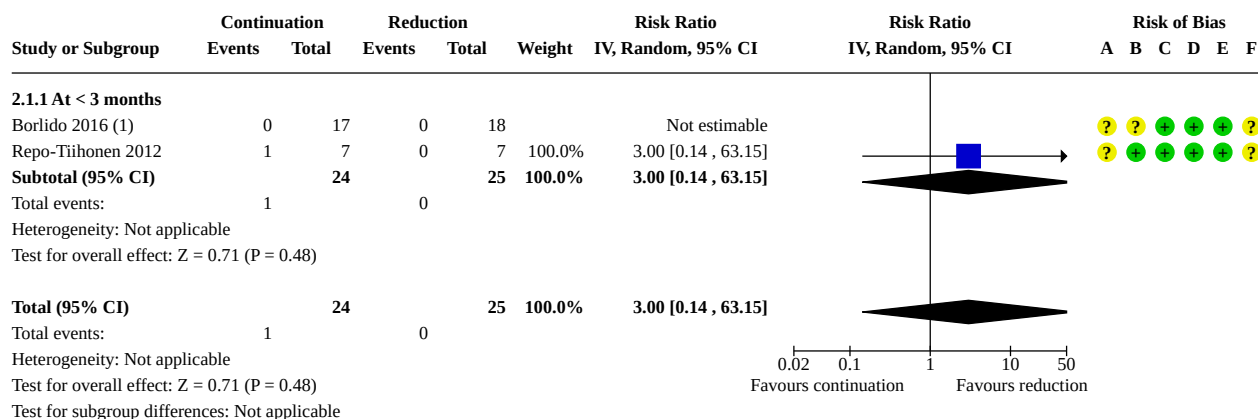 Continuation Reduction Risk Ratio Risk Ratio Risk of Bias
Study or Subgroup Events Total Events Total Weight IV, Random, 95% CI IV, Random, 95% CI A B C D E F
2.1.1 At < 3 months
Borlido 2016 (1) 0 17 0 18 Not estimable ? ? + + + ?
Repo-Tiihonen 2012 1 7 0 7 100.0% 3.00 [0.14 , 63.15] ? + + + + ?
Subtotal (95% CI) 24 25 100.0% 3.00 [0.14 , 63.15]
Total events: 1 0
Heterogeneity: Not applicable
Test for overall effect: Z = 0.71 (P = 0.48)
Total (95% CI) 24 25 100.0% 3.00 [0.14 , 63.15]
Total events: 1 0
Heterogeneity: Not applicable
0.02 0.1 1 10 50
Test for overall effect: Z = 0.71 (P = 0.48) Favours continuation Favours reduction
Test for subgroup differences: Not applicable